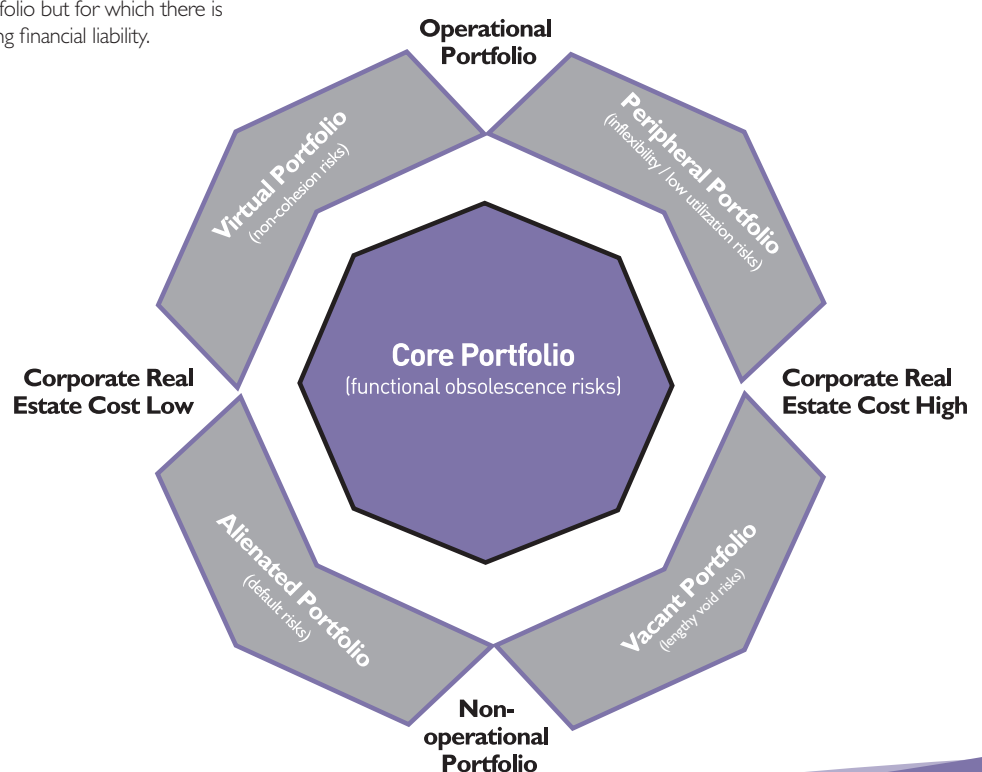 folio but for which there is
ng financial liability.
Operational
Portfolio
Virtual Portfolio
(non-cohesion risks)
Peripheral Portfolio
(inflexibility / low utilization risks)
Core Portfolio
(functional obsolescence risks)
Corporate Real
Estate Cost Low
Corporate Real
Estate Cost High
Alienated Portfolio
(default risks)
Vacant Portfolio
(lengthy void risks)
Non-
operational
Portfolio